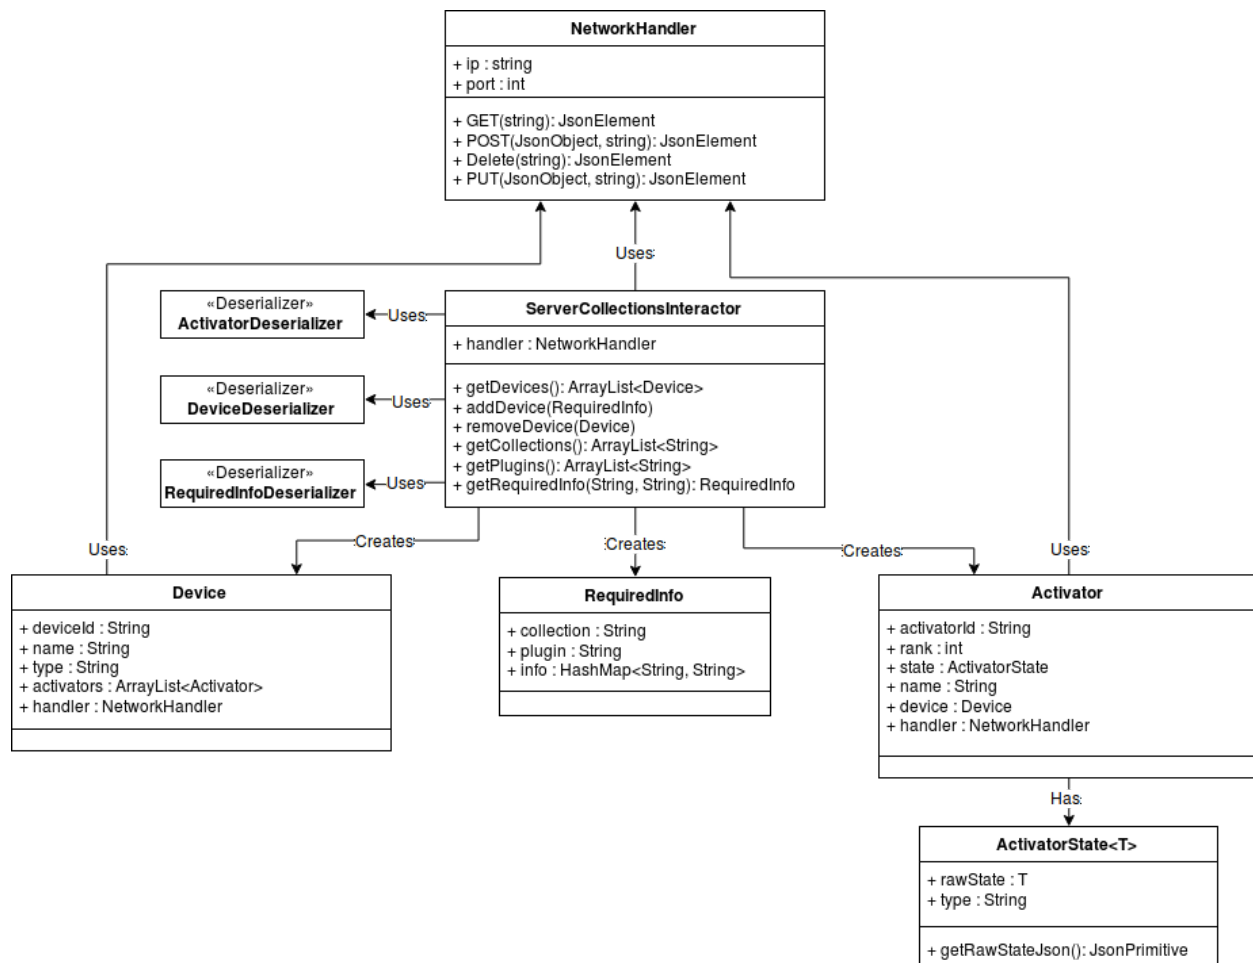 NetworkHandler
+ ip : string
+ port : int
+ GET(string): JsonElement
+ POST(JsonObject, string): JsonElement
+ Delete(string): JsonElement
+ PUT(JsonObject, string): JsonElement
Uses
«Deserializer»
ActivatorDeserializer
Uses
ServerCollectionsInteractor
+ handler : NetworkHandler
«Deserializer»
DeviceDeserializer
Uses
+ getDevices(): ArrayList<Device>
+ addDevice(RequiredInfo)
+ removeDevice(Device)
+ getCollections(): ArrayList<String>
+ getPlugins(): ArrayList<String>
+ getRequiredInfo(String, String): RequiredInfo
«Deserializer»
RequiredInfoDeserializer
Uses
Uses
Creates
Creates
Creates
Uses
Device
+ deviceId : String
+ name : String
+ type : String
+ activators : ArrayList<Activator>
+ handler : NetworkHandler
RequiredInfo
+ collection : String
+ plugin : String
+ info : HashMap<String, String>
Activator
+ activatorId : String
+ rank : int
+ state : ActivatorState
+ name : String
+ device : Device
+ handler : NetworkHandler
Has
ActivatorState<T>
+ rawState : T
+ type : String
+ getRawStateJson(): JsonPrimitive